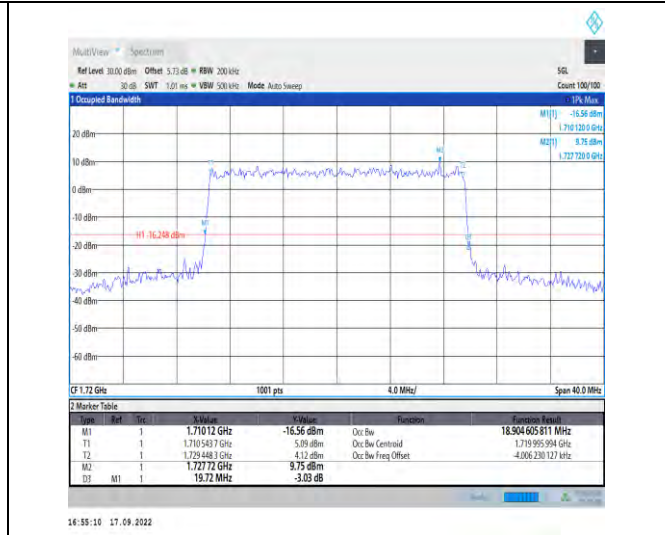 MultiView Spectrum
Ref Level 30.00 dBm Offset 5.73 dB RBW 200 kHz SGL
Att 30 dB SWT 1.01 ms VBW 500 kHz Mode Auto Sweep Count 100/100
1 Occupied Bandwidth 1Pk Max
M1[1] -16.56 dBm
1.710 120 0 GHz
M2[1] 9.75 dBm
1.727 720 0 GHz
20 dBm
10 dBm
0 dBm
-10 dBm
H1 -16.248 dBm
-20 dBm
-30 dBm
-40 dBm
-50 dBm
-60 dBm
M1
M2
T2
CF 1.72 GHz 1001 pts 4.0 MHz/ Span 40.0 MHz
2 Marker Table
Type Ref Trc X-Value Y-Value Function Function Result
M1 1 1.71012 GHz -16.56 dBm Occ Bw 18.904 605 811 MHz
T1 1 1.710 543 7 GHz 5.09 dBm Occ Bw Centroid 1.719 995 994 GHz
T2 1 1.729 448 3 GHz 4.12 dBm Occ Bw Freq Offset -4.006 230 127 kHz
M2 1 1.727 72 GHz 9.75 dBm
D3 M1 1 19.72 MHz -3.03 dB
Ready
16:55:10 17.09.2022